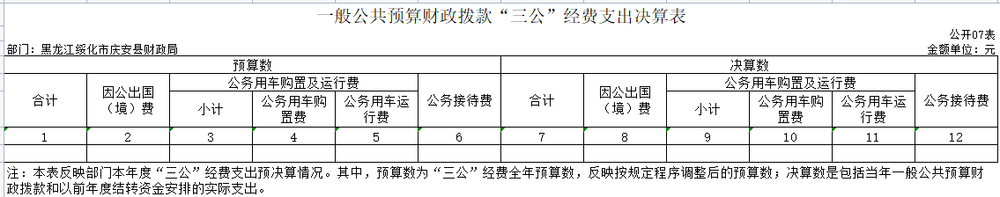 一般公共预算财政拨款“三公”经费支出决算表
公开07表
部门：黑龙江绥化市庆安县财政局 金额单位：元
预算数 决算数
合计 因公出国（境）费 公务用车购置及运行费 公务接待费 合计 因公出国（境）费 公务用车购置及运行费 公务接待费
小计 公务用车购置费 公务用车运行费 小计 公务用车购置费 公务用车运行费
1 2 3 4 5 6 7 8 9 10 11 12
注：本表反映部门本年度“三公”经费支出预决算情况。其中，预算数为“三公”经费全年预算数，反映按规定程序调整后的预算数；决算数是包括当年一般公共预算财
政拨款和以前年度结转资金安排的实际支出。